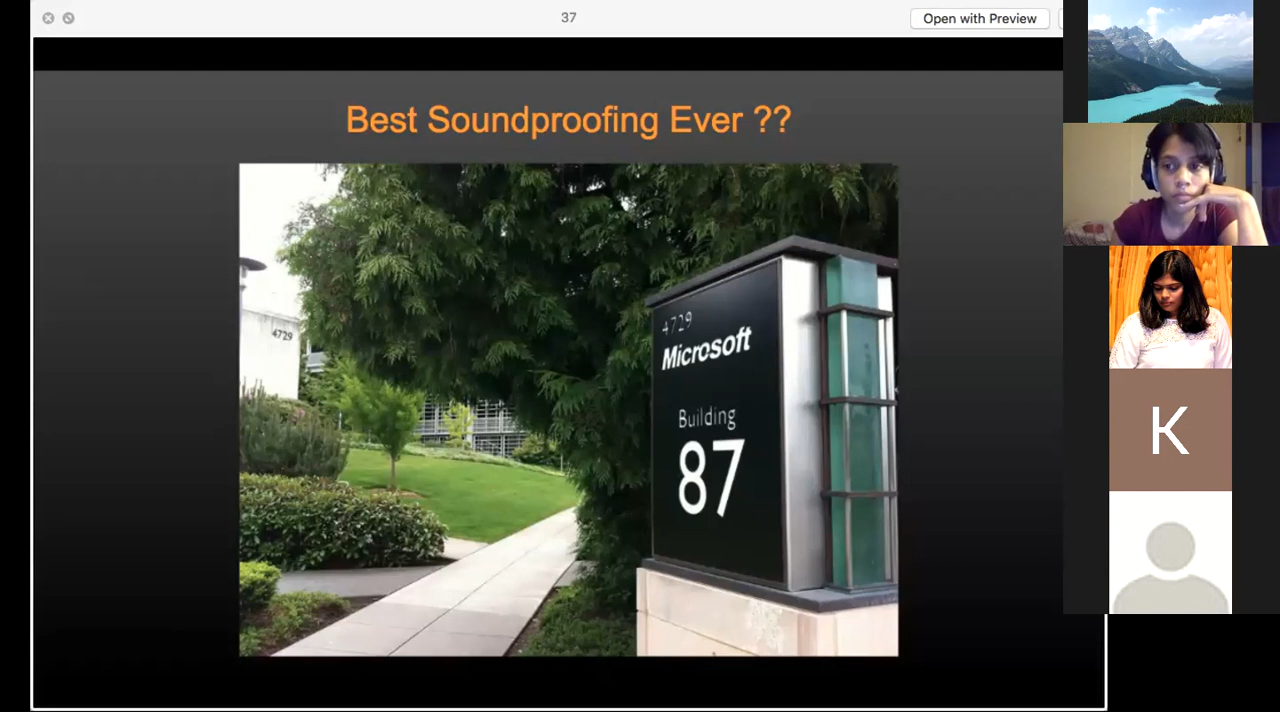 37
Open with Preview
Best Soundproofing Ever ??
4729
4729
Microsoft
Building
87
K